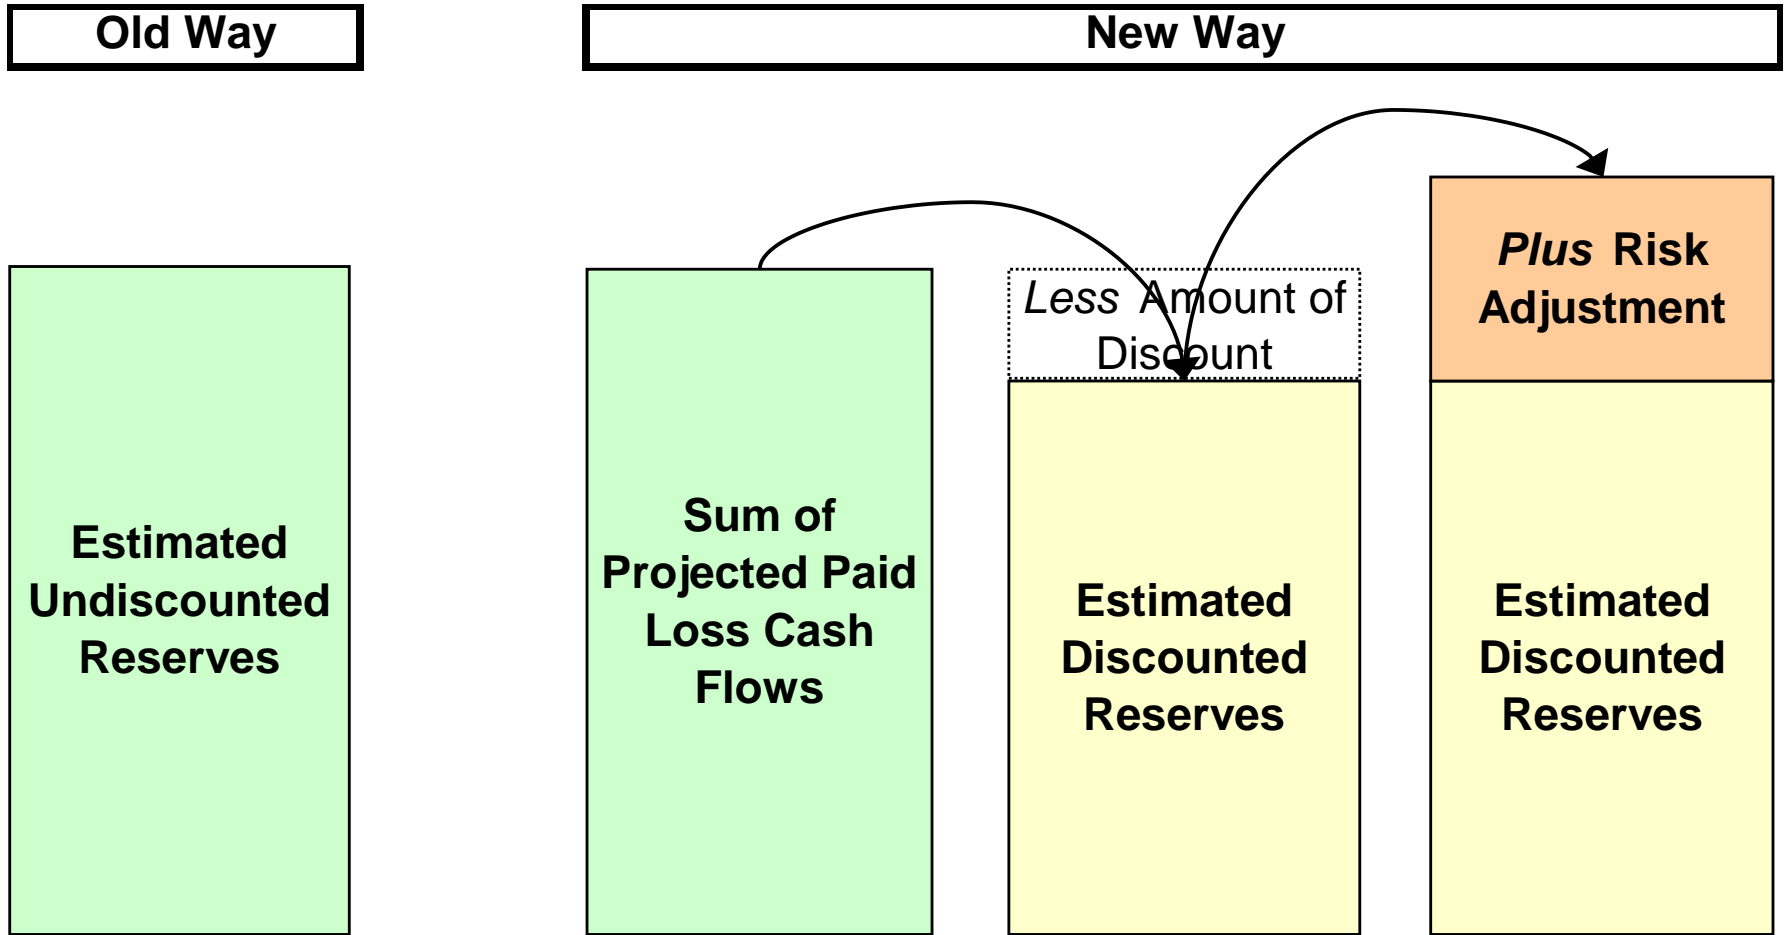 Old Way
New Way
Estimated
Undiscounted
Reserves
Sum of
Projected Paid
Loss Cash
Flows
Less Amount of
Discount
Estimated
Discounted
Reserves
Plus Risk
Adjustment
Estimated
Discounted
Reserves